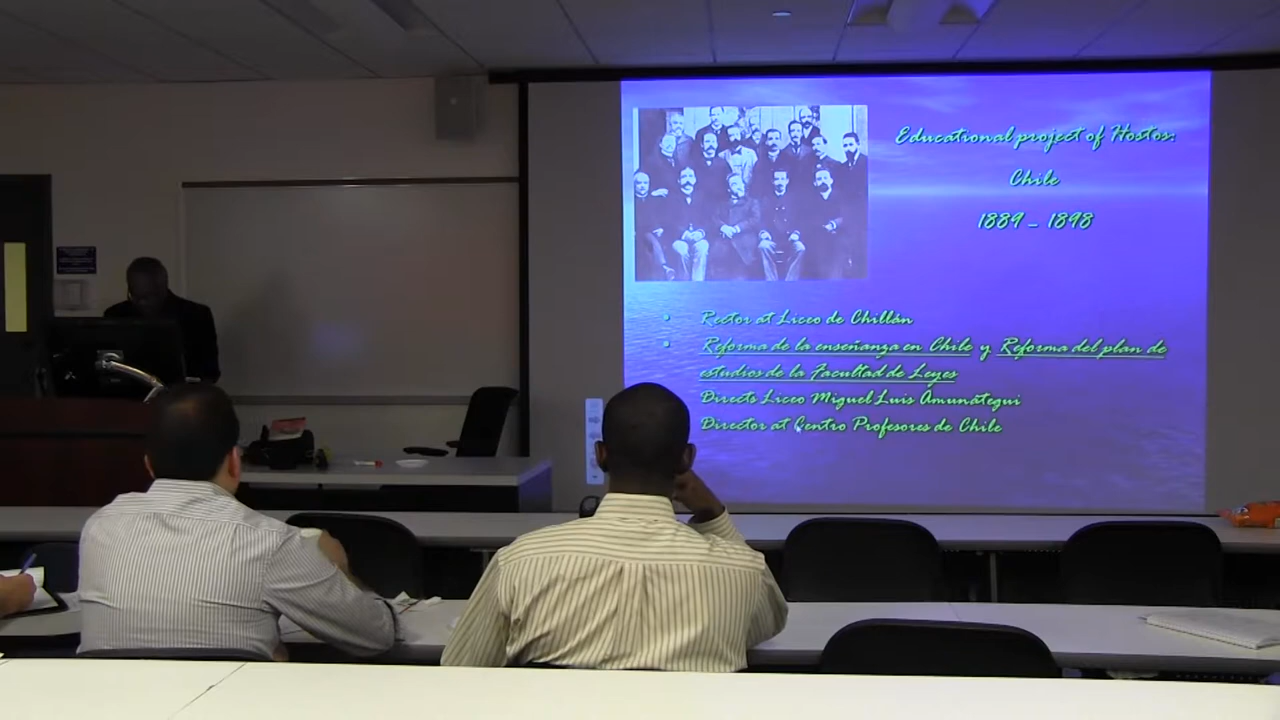 Educational project of Hostos:
Chile
1889 – 1898
• Rector at Liceo de Chillán
• Reforma de la enseñanza en Chile y Reforma del plan de
estudios de la Facultad de Leyes
Directs Liceo Miguel Luis Amunátegui
Director at Centro Profesores de Chile